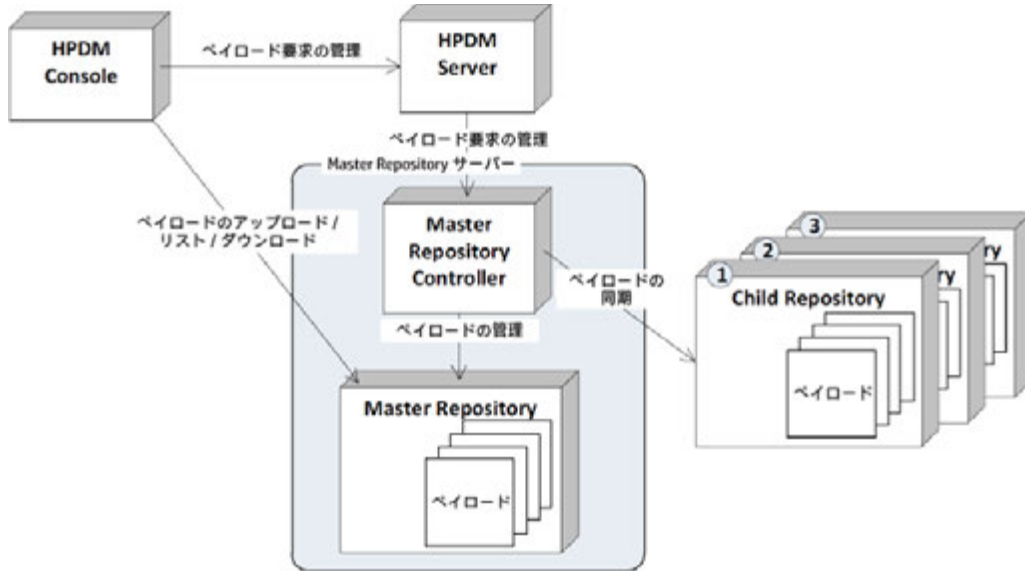 HPDM
Console
ペイロード要求の管理
HPDM
Server
ペイロード要求の管理
Master Repository サーバー
ペイロードのアップロード /
リスト / ダウンロード
Master
Repository
Controller
ペイロードの
同期
ペイロードの管理
3
2
1
ry
ry
Child Repository
ペイロード
Master Repository
ペイロード